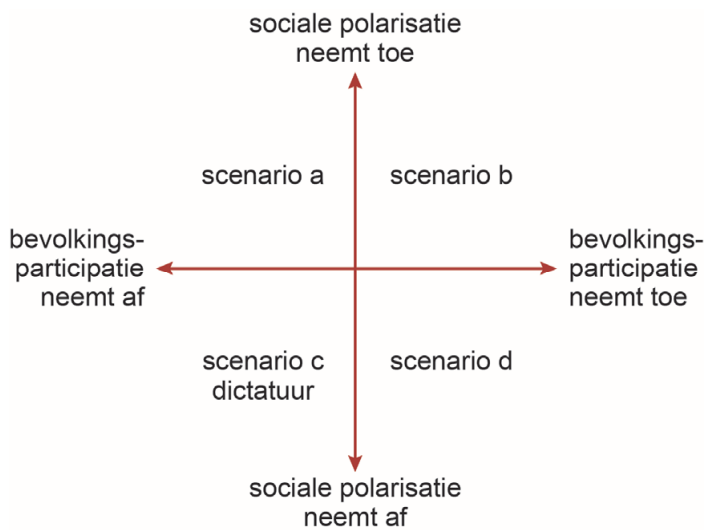 sociale polarisatie
neemt toe
scenario a
scenario b
bevolkings-
participatie
neemt af
bevolkings-
participatie
neemt toe
scenario c
dictatuur
scenario d
sociale polarisatie
neemt af